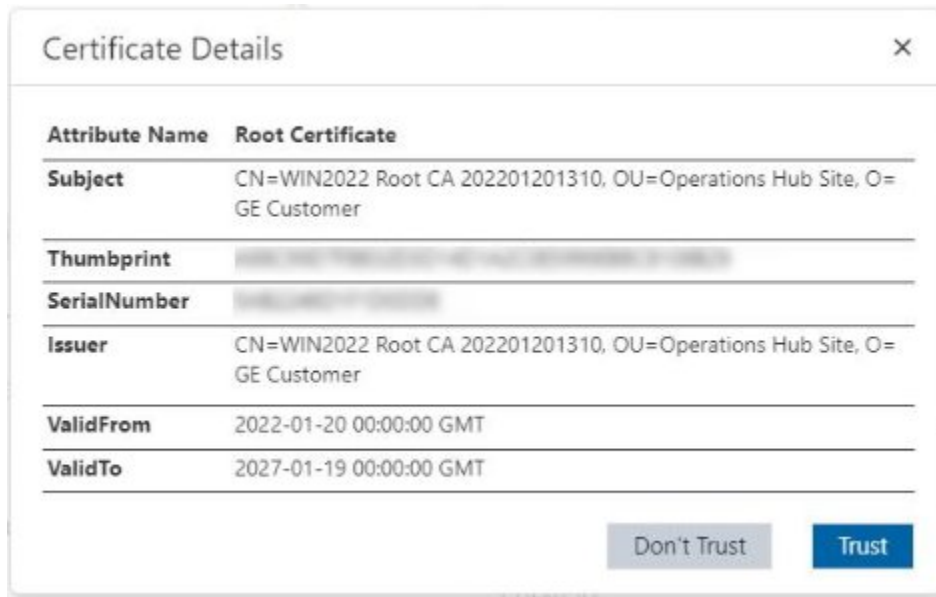 Certificate Details
Attribute Name Root Certificate
Subject CN=WIN2022 Root CA 202201201310, OU=Operations Hub Site, O=
GE Customer
Thumbprint
SerialNumber
Issuer CN=WIN2022 Root CA 202201201310, OU=Operations Hub Site, O=
GE Customer
ValidFrom 2022-01-20 00:00:00 GMT
ValidTo 2027-01-19 00:00:00 GMT
Don't Trust Trust